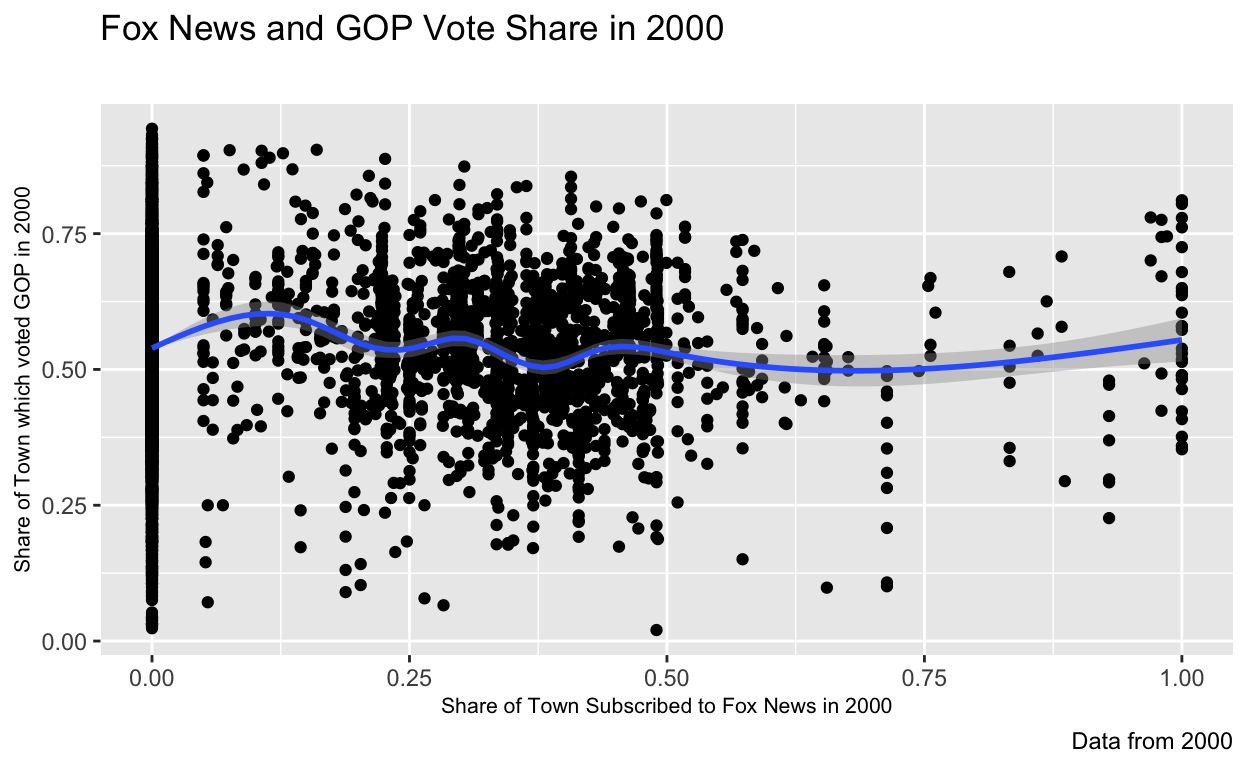 Fox News and GOP Vote Share in 2000
Share of Town which voted GOP in 2000
0.75
0.50
0.25
0.00
0.00 0.25 0.50 0.75 1.00
Share of Town Subscribed to Fox News in 2000
Data from 2000